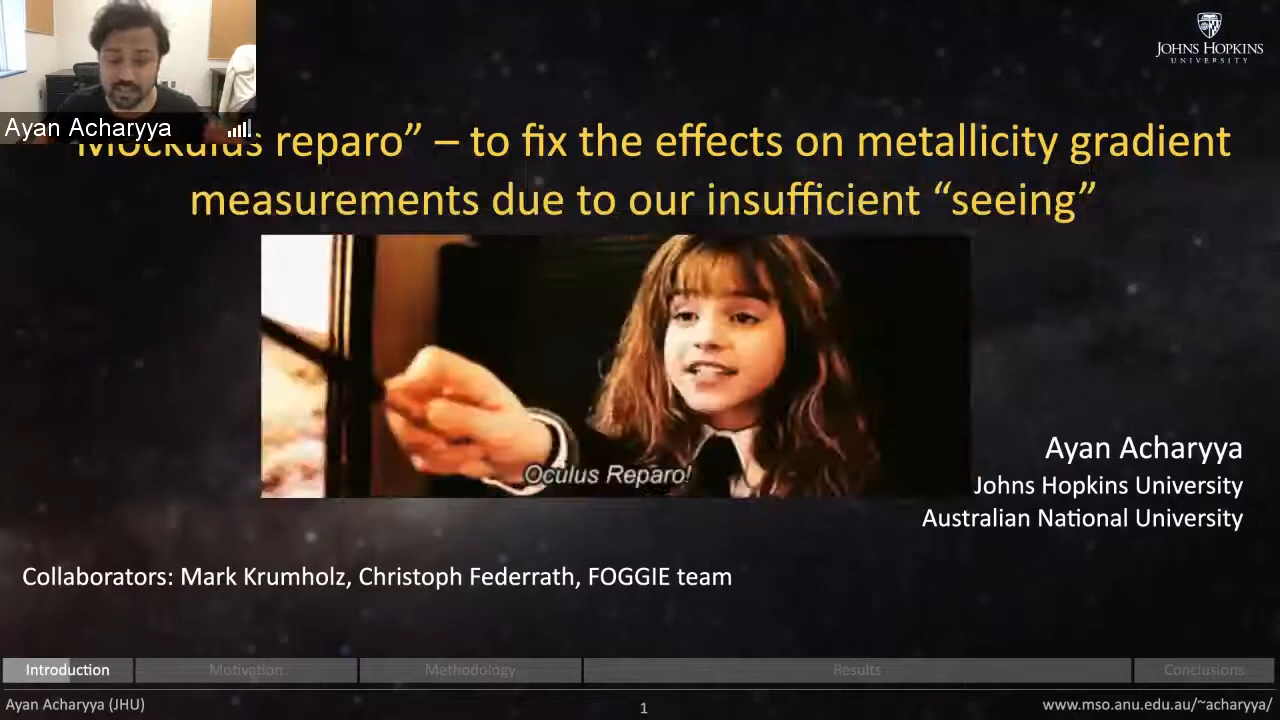 JOHNS HOPKINS
UNIVERSITY
Ayan Acharyya
reparo” – to fix the effects on metallicity gradient
measurements due to our insufficient “seeing”
Oculus Reparo!
Ayan Acharyya
Johns Hopkins University
Australian National University
Collaborators: Mark Krumholz, Christoph Federrath, FOGGIE team
Introduction
Motivation
Methodology
Results
Conclusions
Ayan Acharyya (JHU)
1
www.mso.anu.edu.au/~acharyya/